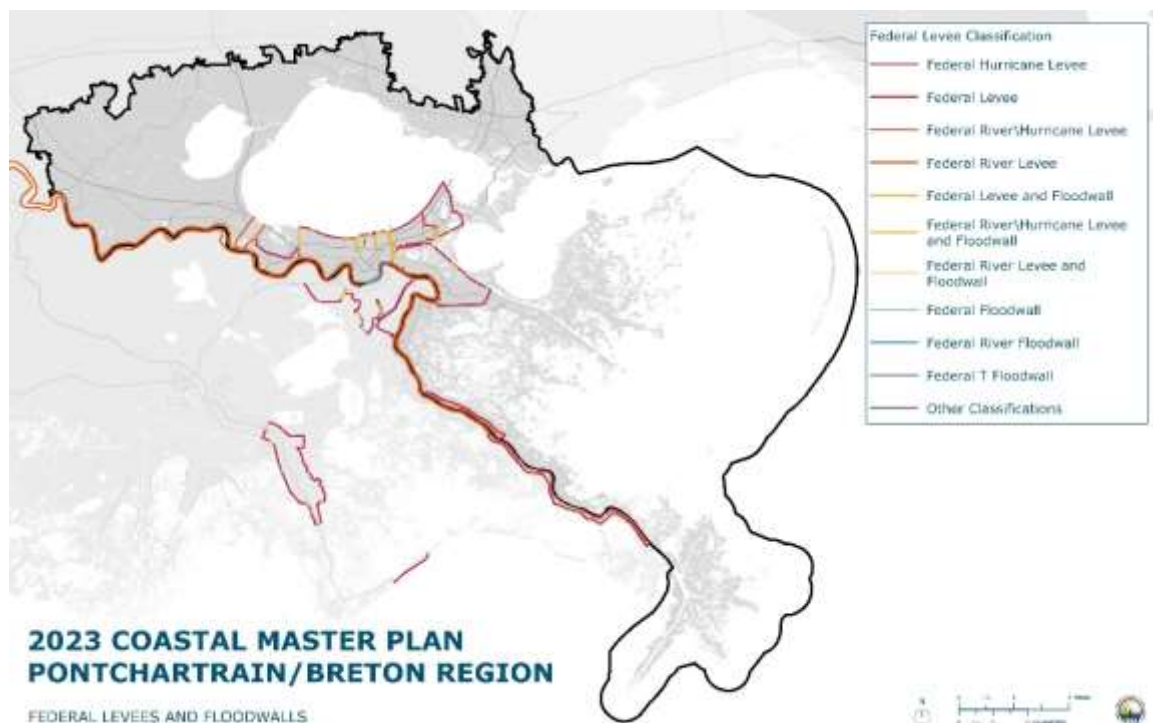 Federal Levee Classification
Federal Hurricane Levee
Federal Levee
Federal River\Hurricane Levee
Federal River Levee
Federal Levee and Floodwall
Federal River\Hurricane Levee
and Floodwall
Federal River Levee and
Floodwall
Federal Floodwall
Federal River Floodwall
Federal T Floodwall
Other Classifications
2023 COASTAL MASTER PLAN
PONTCHARTRAIN/BRETON REGION
FEDERAL LEVEES AND FLOODWALLS
N